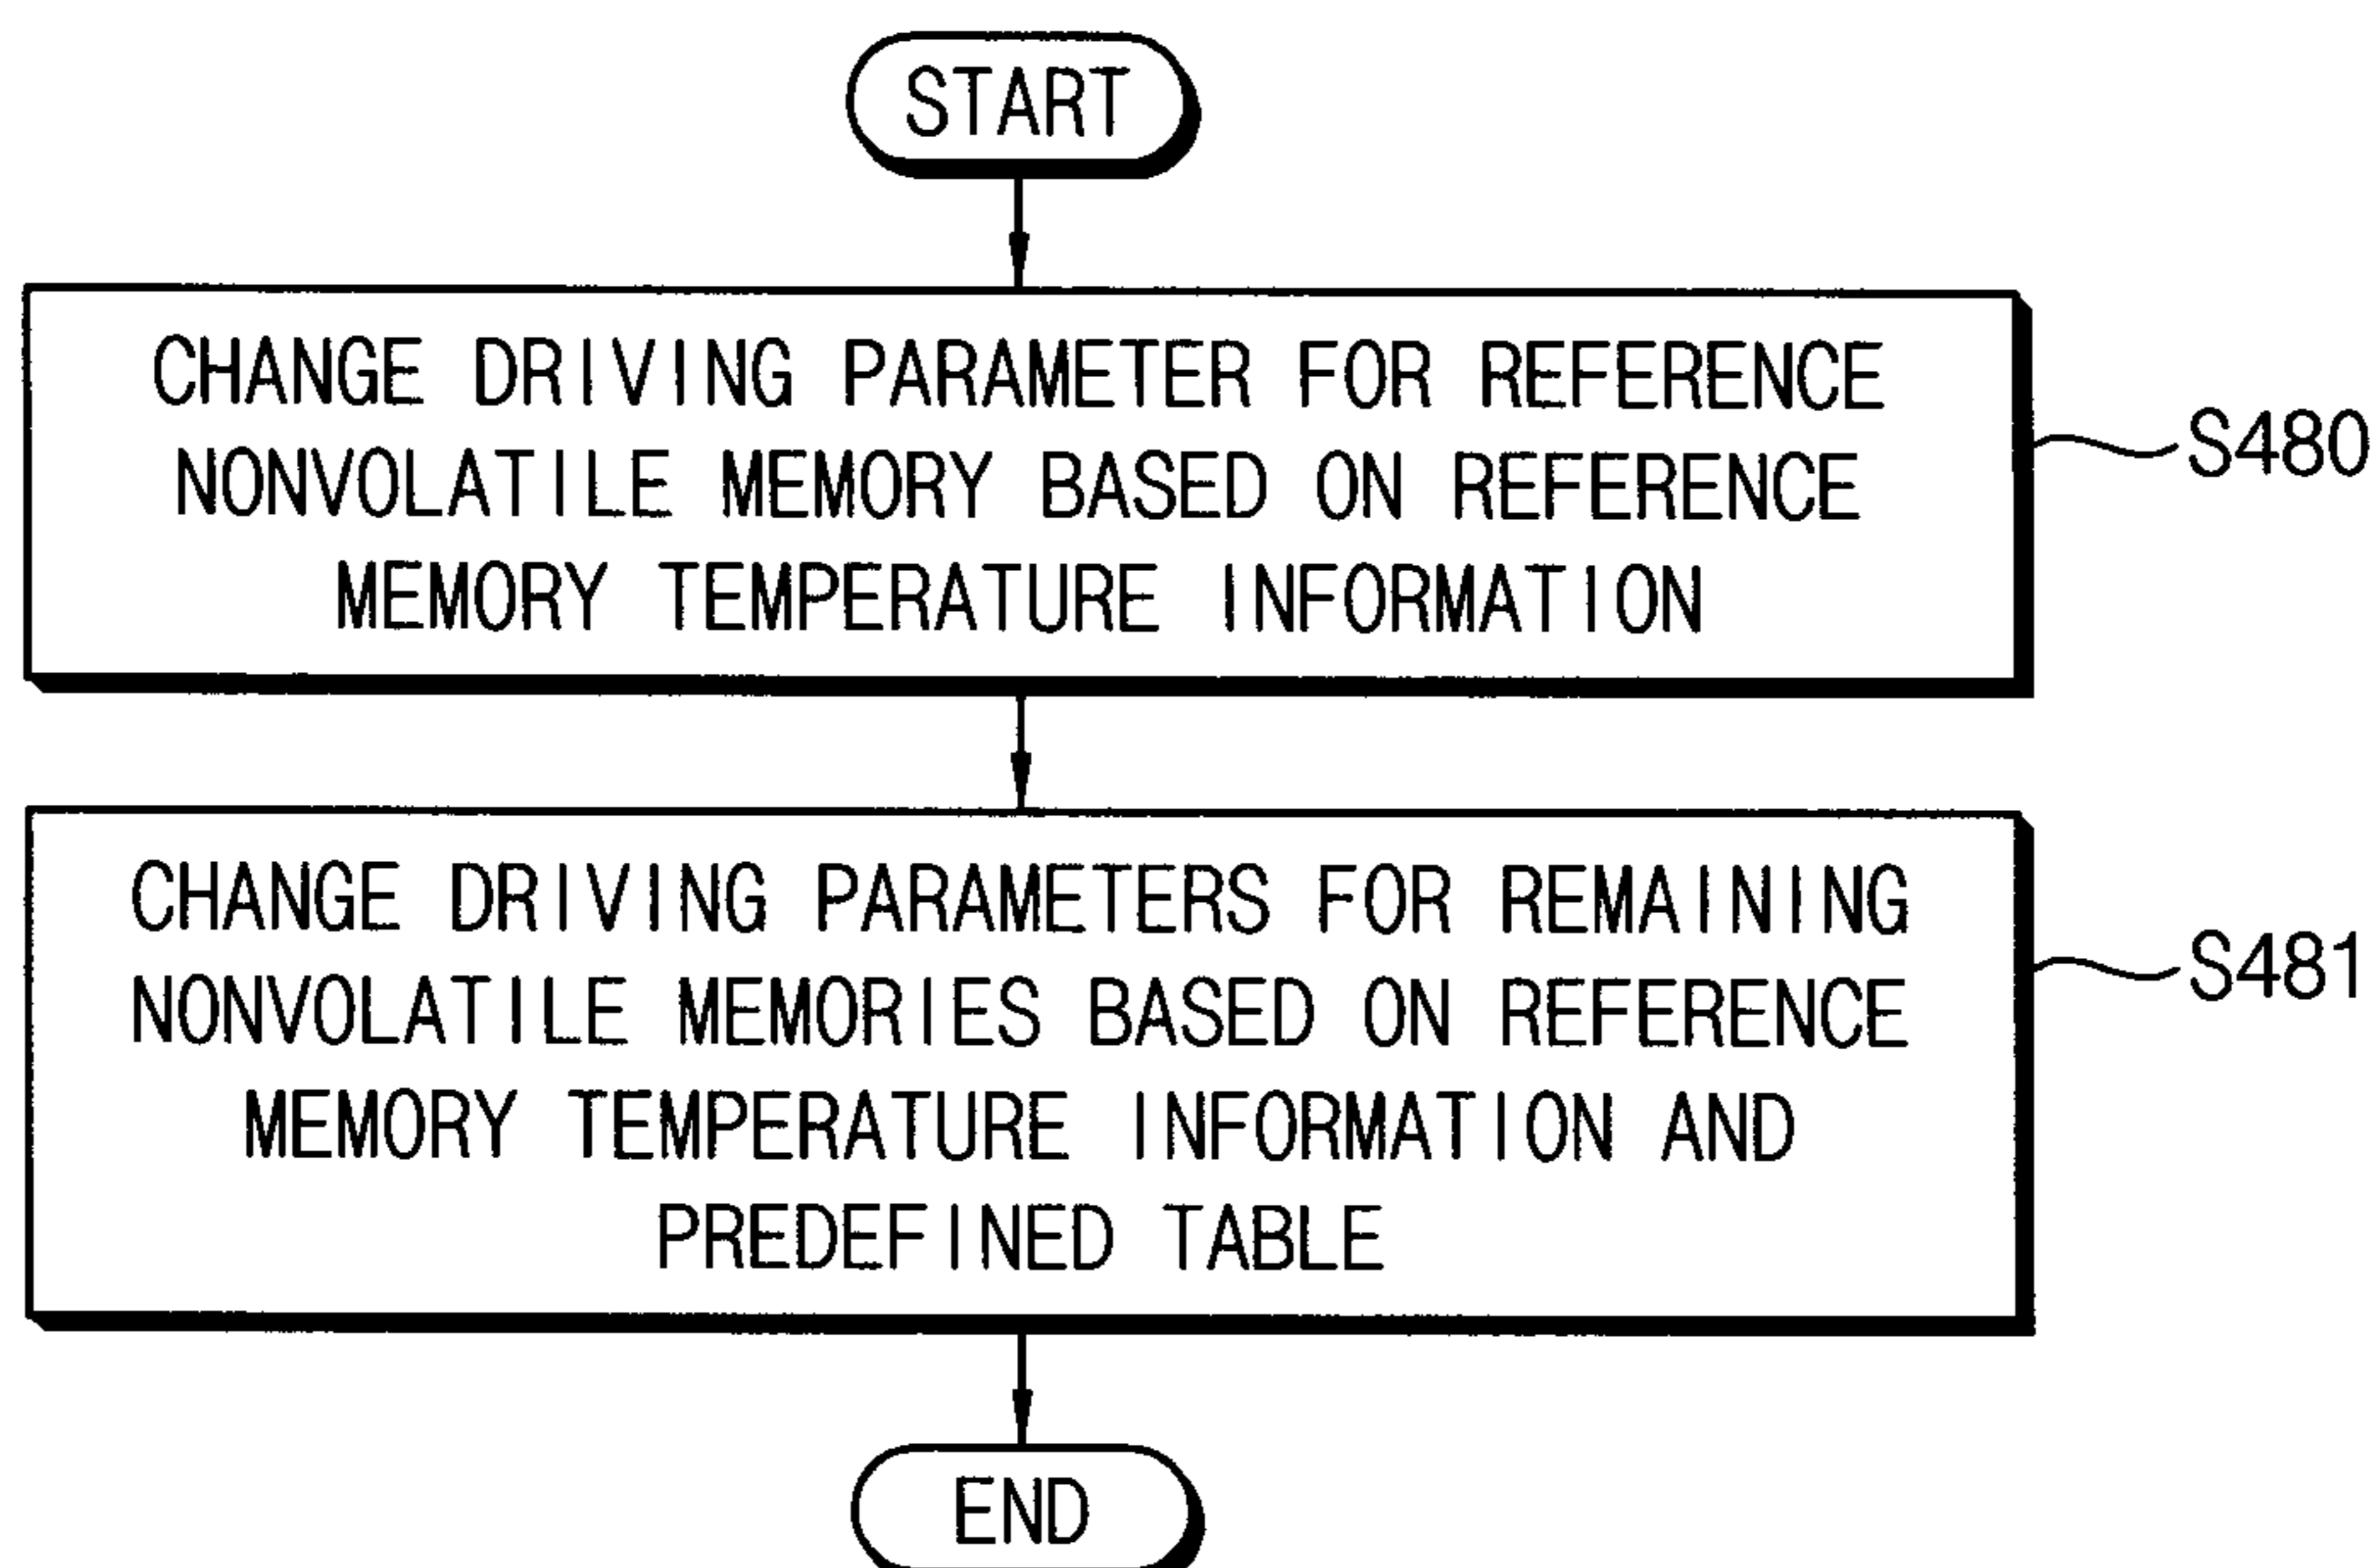 START
CHANGE DRIVING PARAMETER FOR REFERENCE
NONVOLATILE MEMORY BASED ON REFERENCE
MEMORY TEMPERATURE INFORMATION
S480
CHANGE DRIVING PARAMETERS FOR REMAINING
NONVOLATILE MEMORIES BASED ON REFERENCE
MEMORY TEMPERATURE INFORMATION AND
PREDEFINED TABLE
S481
END